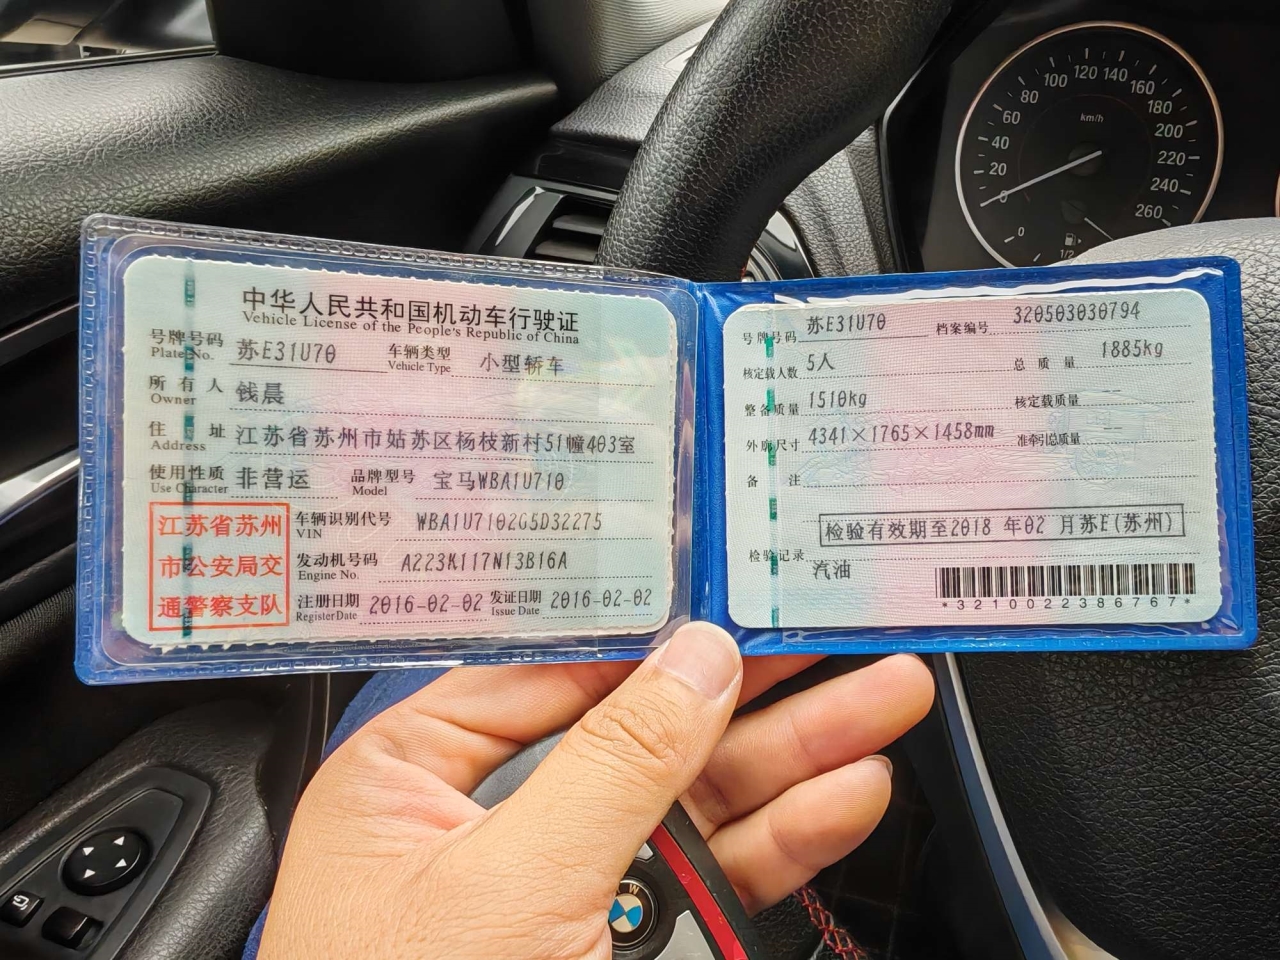 中华人民共和国机动车行驶证
Vehicle License of the People's Republic of China
号牌号码 苏E31U70 车辆类型 小型轿车
Plate No. Vehicle Type
所有人 钱晨
Owner
住址 江苏省苏州市姑苏区杨枝新村51幢403室
Address
使用性质 非营运 品牌型号 宝马WBA1U710
Use Character Model
江苏省苏州
市公安局交
通警察支队
车辆识别代号 WBA1U7102G5D32275
VIN
发动机号码 A223K117N13B16A
Engine No.
注册日期 2016-02-02 发证日期 2016-02-02
Register Date Issue Date
号牌号码 苏E31U70 档案编号 320503030794
核定载人数 5人 总质量 1885kg
整备质量 1510kg 核定载质量 —
外廓尺寸 4341×1765×1458mm 准牵引总质量 —
备注
检验有效期至2018 年02 月苏E(苏州)
检验记录
汽油
*3210022386767*
km/h
0
20
40
60
80
100
120
140
160
180
200
220
240
260
0
1/2